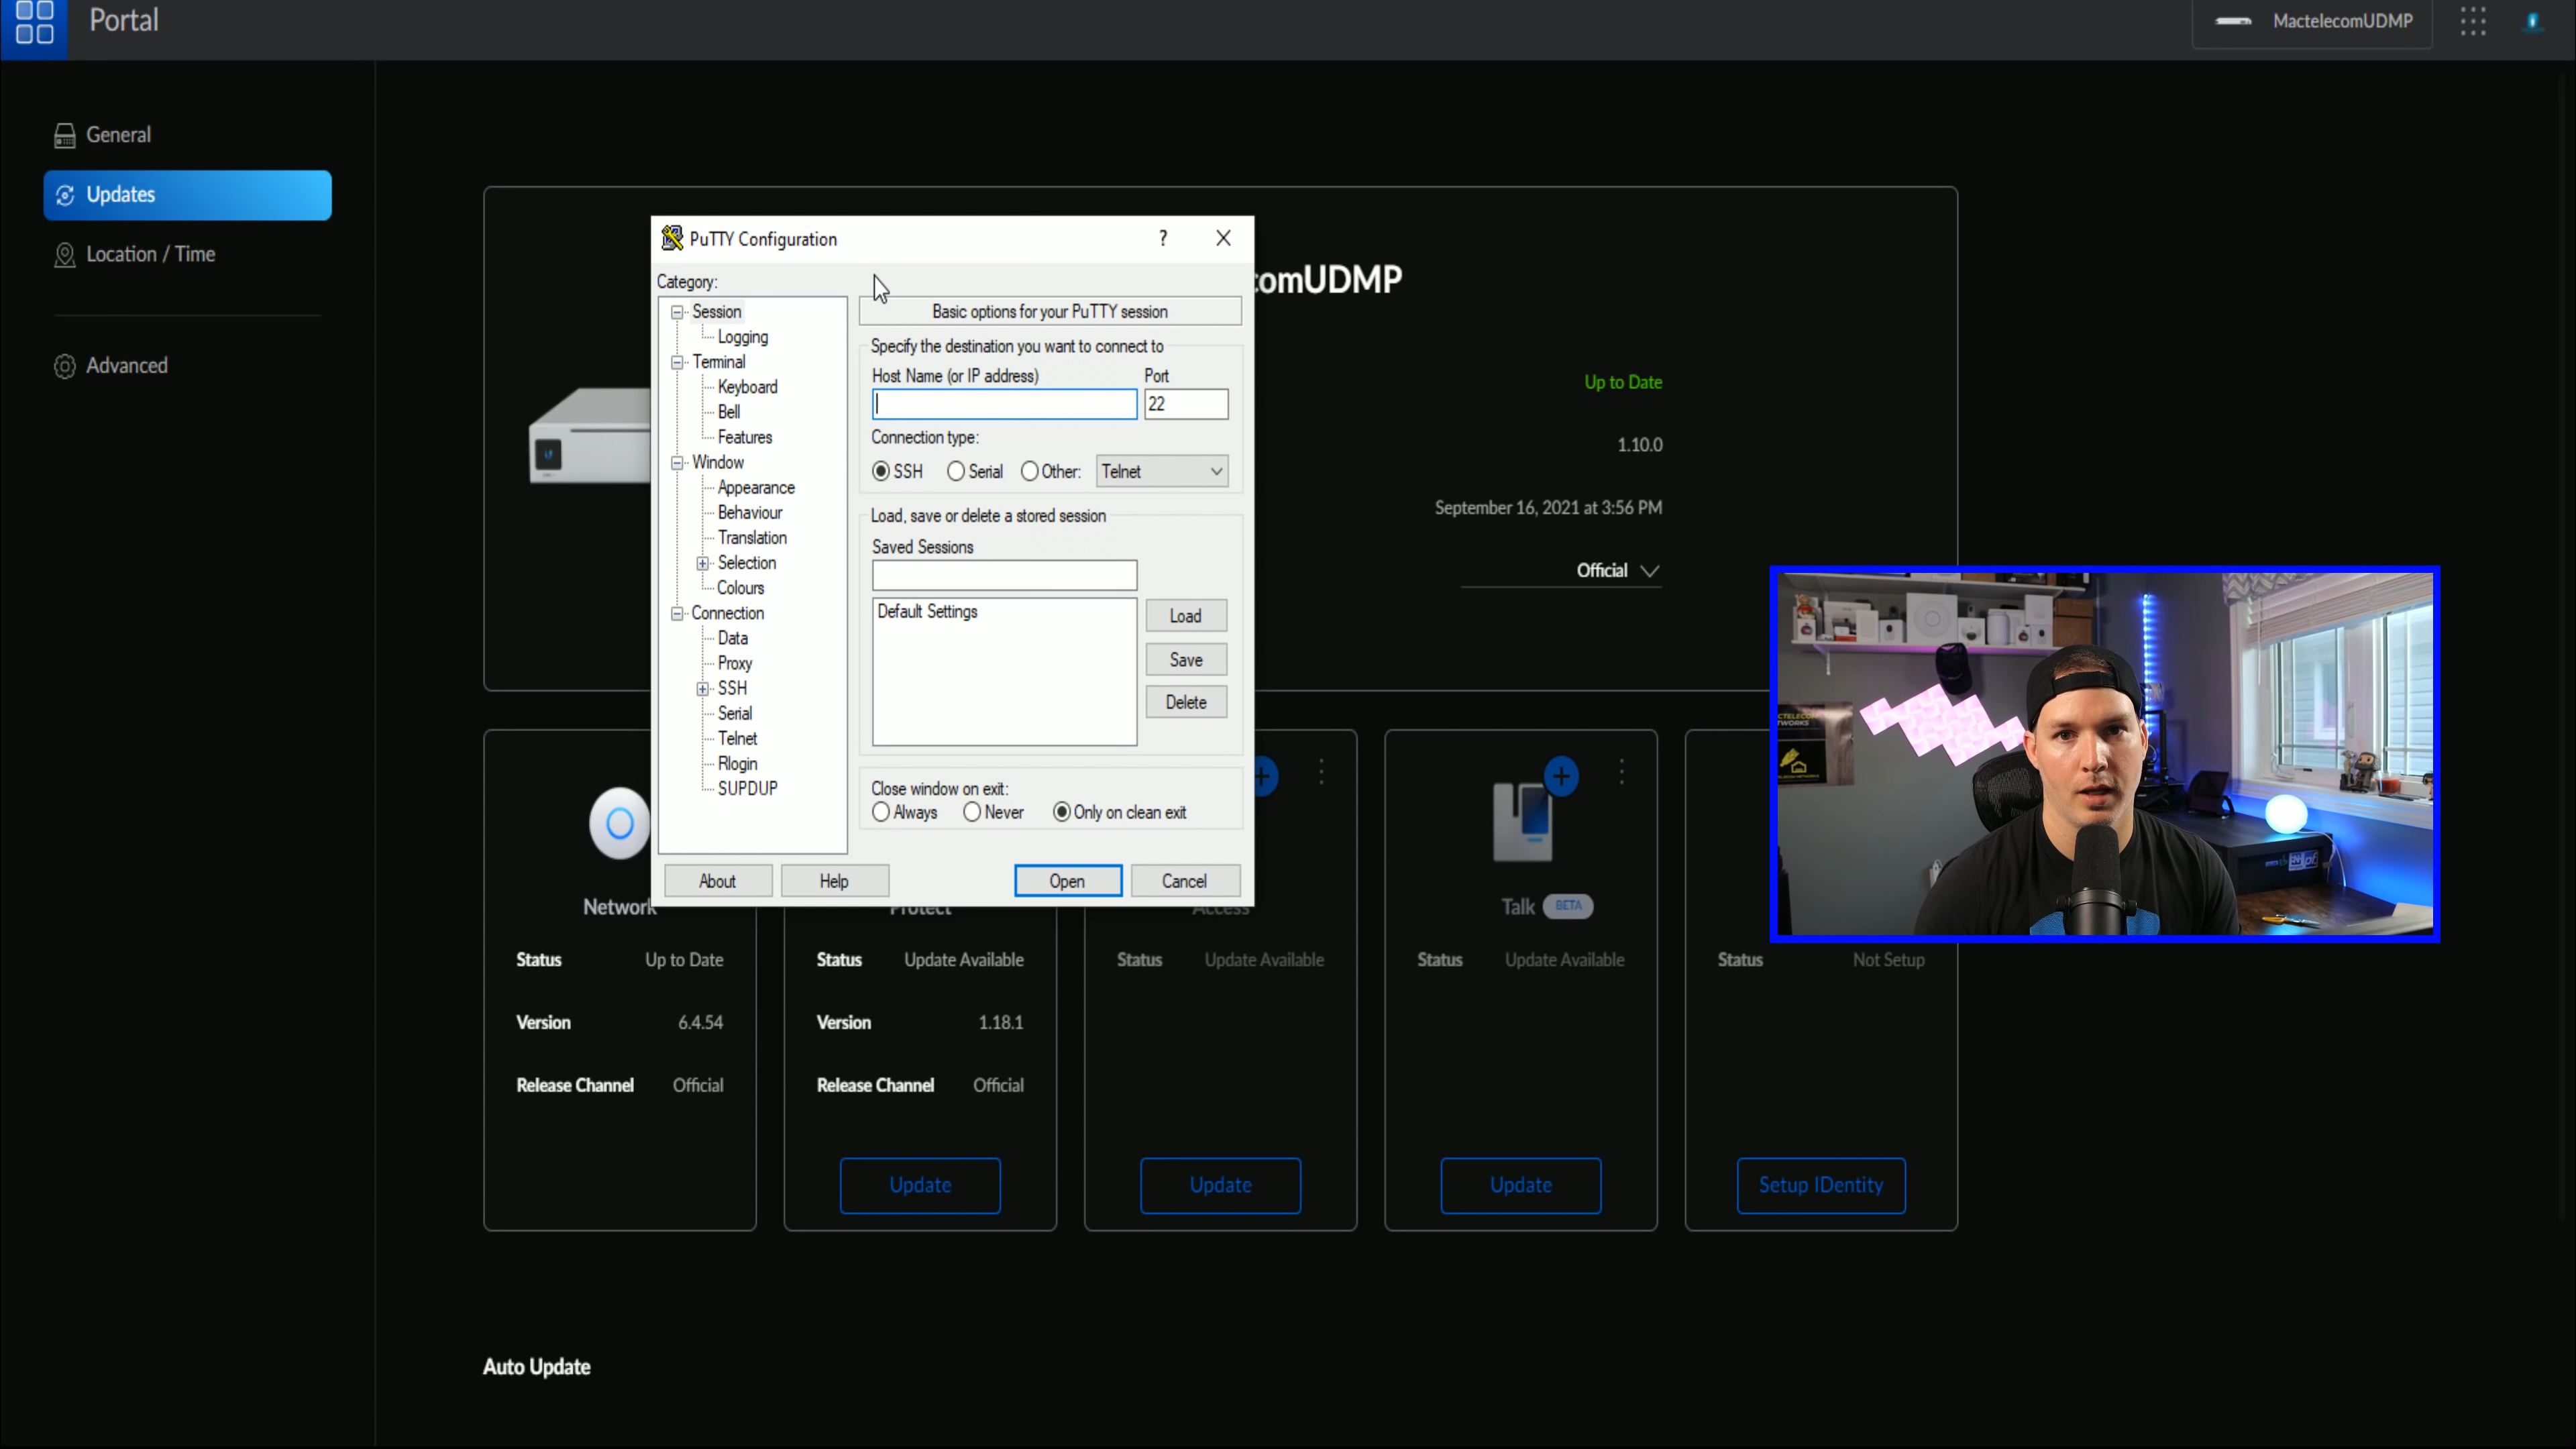 Portal
MactelecomUDMP
General
Updates
Location / Time
Advanced
comUDMP
Up to Date
1.10.0
September 16, 2021 at 3:56 PM
Official
PuTTY Configuration
?
Category:
Session
Logging
Terminal
Keyboard
Bell
Features
Window
Appearance
Behaviour
Translation
Selection
Colours
Connection
Data
Proxy
SSH
Serial
Telnet
Rlogin
SUPDUP
Basic options for your PuTTY session
Specify the destination you want to connect to
Host Name (or IP address) Port
22
Connection type:
SSH Serial Other: Telnet
Load, save or delete a stored session
Saved Sessions
Default Settings
Load
Save
Delete
Close window on exit:
Always Never Only on clean exit
About Help Open Cancel
Network
Status Up to Date
Version 6.4.54
Release Channel Official
Protect
Status Update Available
Version 1.18.1
Release Channel Official
Update
Access
Status Update Available
Update
Talk BETA
Status Update Available
Update
Status Not Setup
Setup IDentity
Auto Update